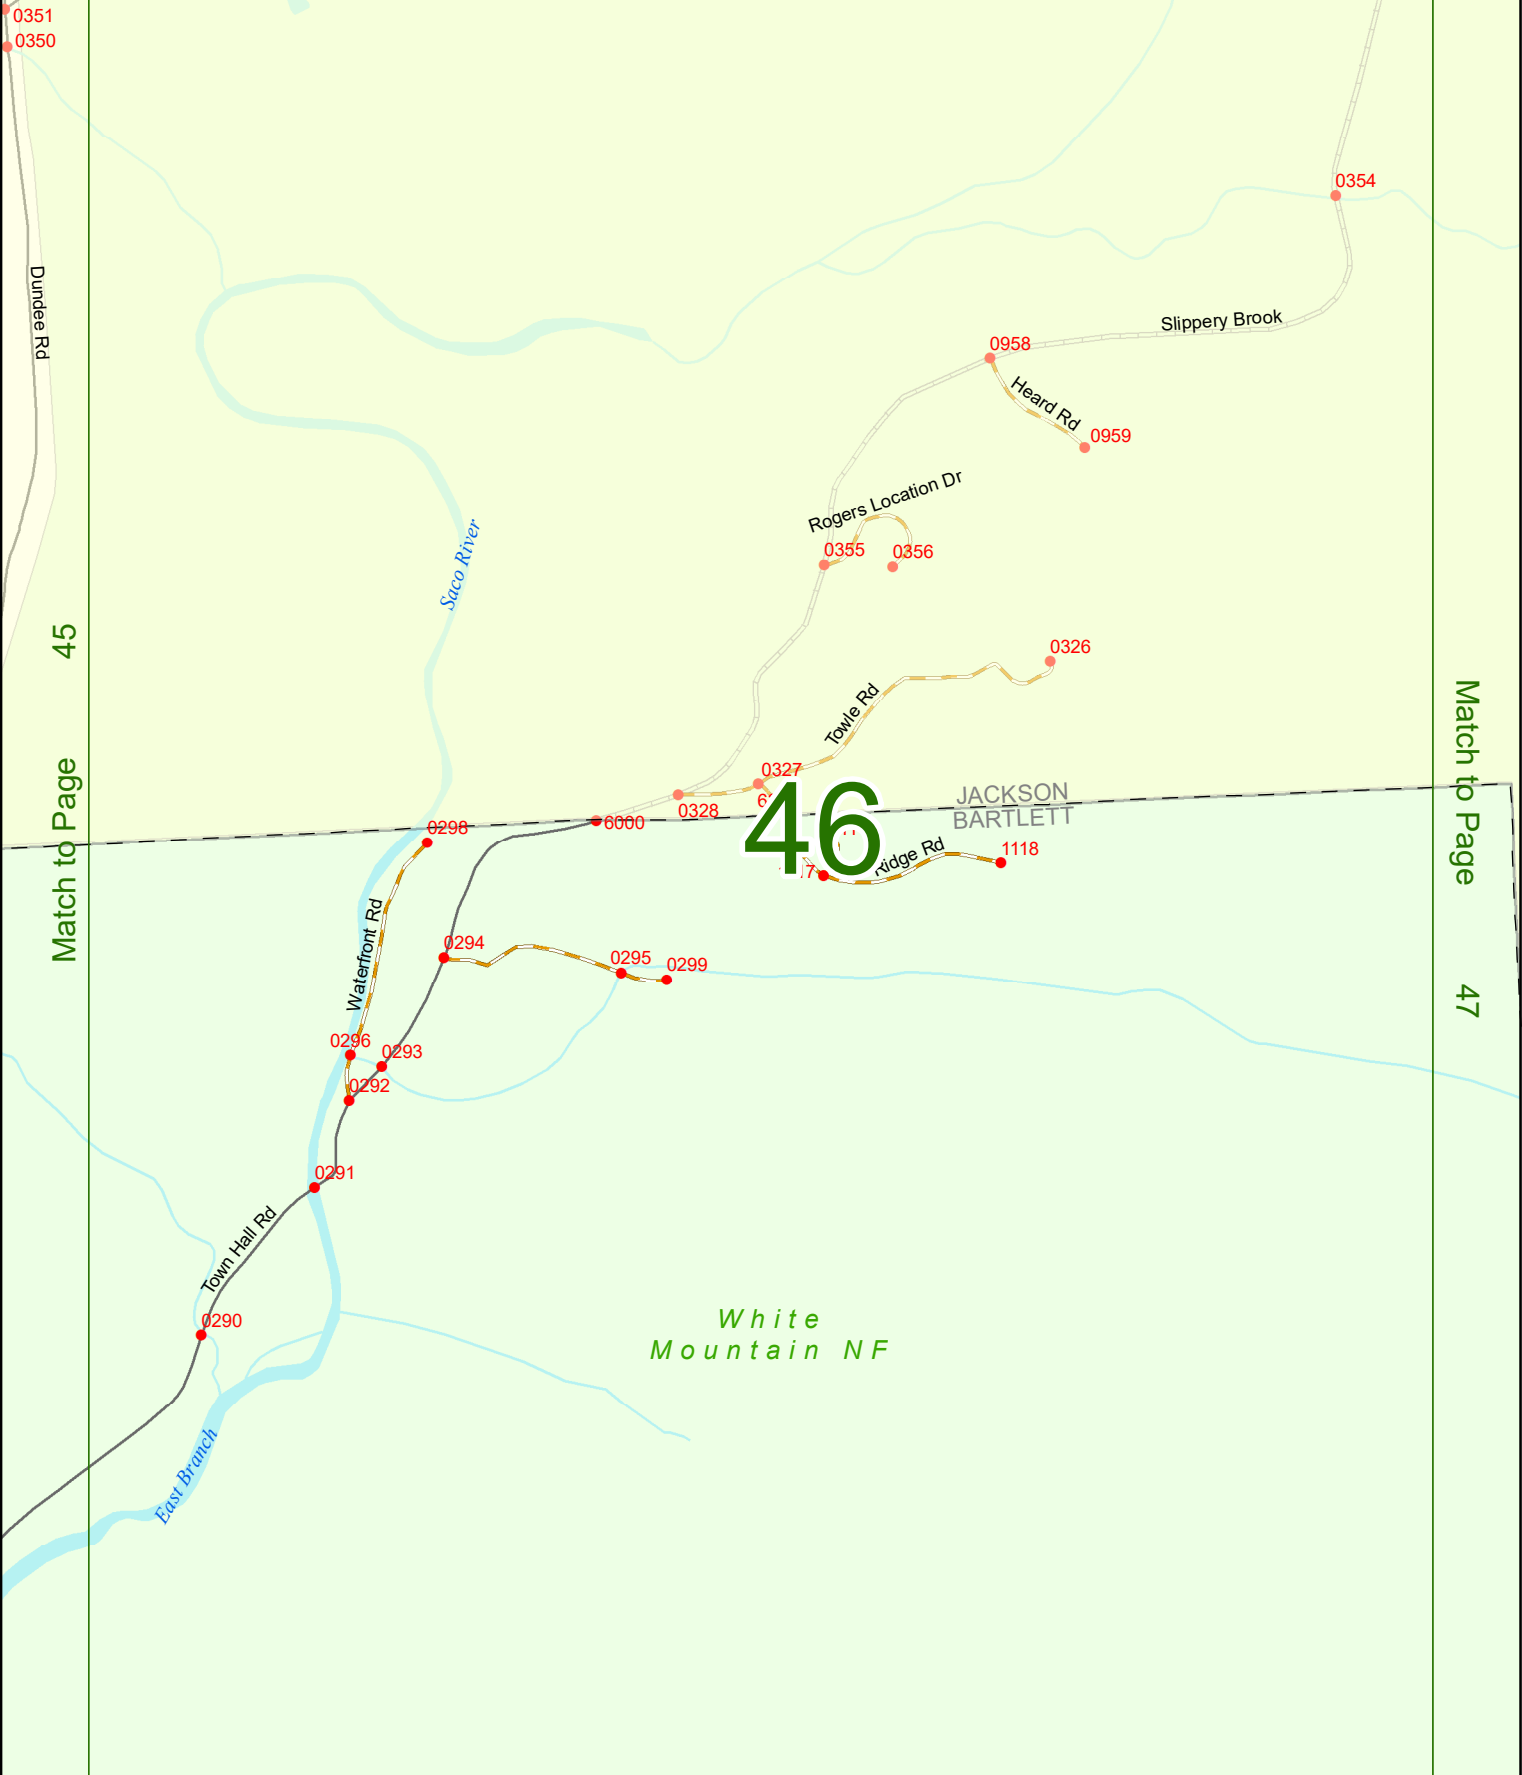 0351
0350
0354
Dundee Rd
Slippery Brook
0958
Heard Rd
0959
Rogers Location Dr
0355
0356
Saco River
45
Match to Page
0326
Towle Rd
0327
0328
6000
46
JACKSON
BARTLETT
Ridge Rd
1118
Match to Page
47
0298
Waterfront Rd
0294
0295
0299
0296
0293
0292
0291
Town Hall Rd
0290
White
Mountain NF
East Branch